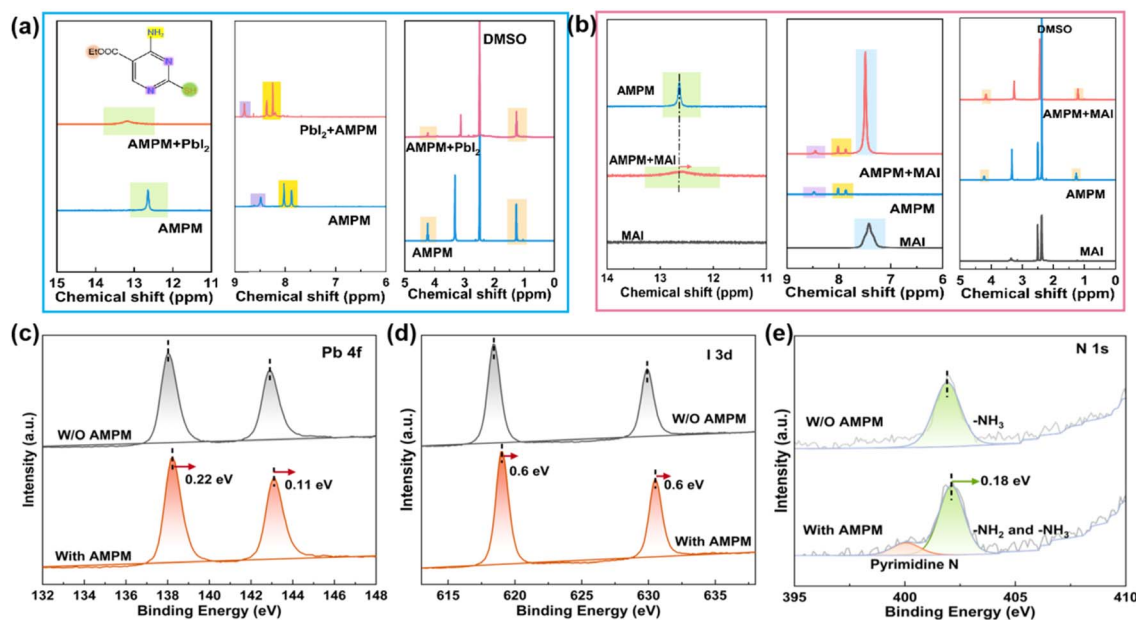 (a)
NH₂
EtOOC
N
N
SH
AMPM+PbI₂
AMPM
14 13 12 11
Chemical shift (ppm)
PbI₂+AMPM
AMPM
9 8 7 6
Chemical shift (ppm)
DMSO
AMPM+PbI₂
AMPM
5 4 3 2 1 0
Chemical shift (ppm)
(b)
AMPM
AMPM+MAI
MAI
14 13 12 11
Chemical shift (ppm)
AMPM+MAI
AMPM
MAI
9 8 7 6
Chemical shift (ppm)
DMSO
AMPM+MAI
AMPM
MAI
5 4 3 2 1 0
Chemical shift (ppm)
(c)
Pb 4f
W/O AMPM
0.22 eV
0.11 eV
With AMPM
Intensity (a.u.)
132 134 136 138 140 142 144 146 148
Binding Energy (eV)
(d)
I 3d
W/O AMPM
0.6 eV
0.6 eV
With AMPM
Intensity (a.u.)
615 620 625 630 635
Binding Energy (eV)
(e)
N 1s
W/O AMPM
-NH₃
0.18 eV
With AMPM
-NH₂ and -NH₃
Pyrimidine N
Intensity (a.u.)
395 400 405 410
Binding Energy (eV)